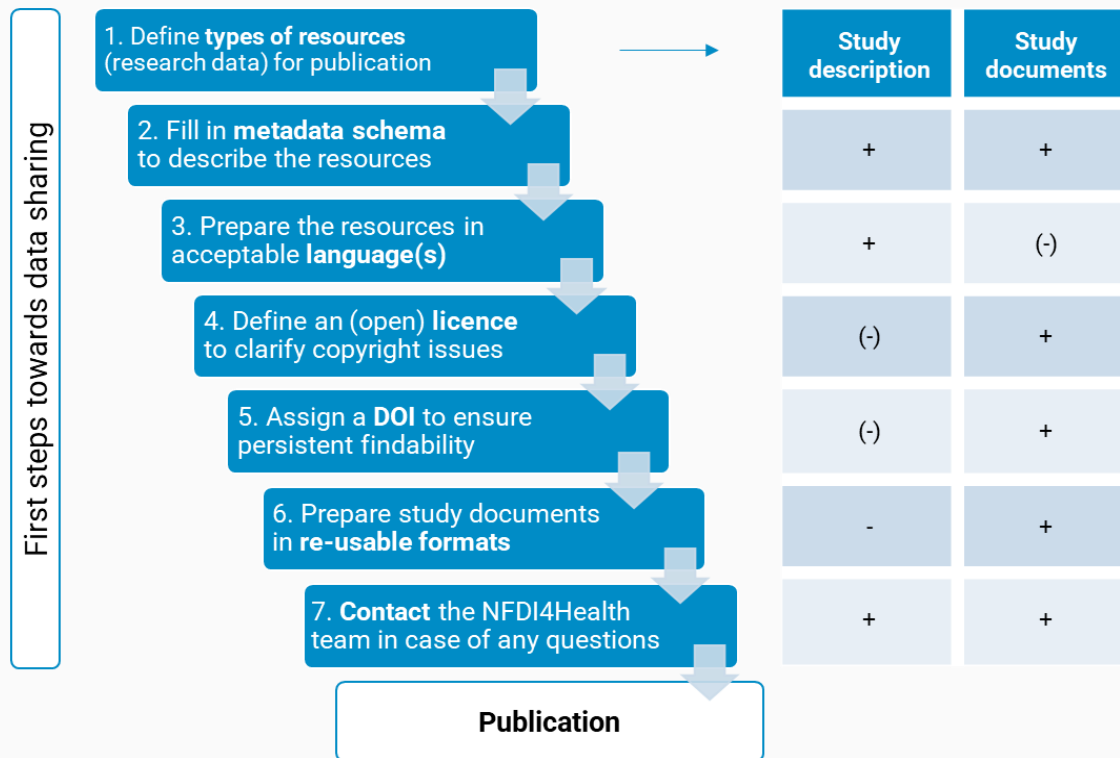 First steps towards data sharing
1. Define types of resources
(research data) for publication
Study
description
Study
documents
2. Fill in metadata schema
to describe the resources
+
+
3. Prepare the resources in
acceptable language(s)
+
(-)
4. Define an (open) licence
to clarify copyright issues
(-)
+
5. Assign a DOI to ensure
persistent findability
(-)
+
6. Prepare study documents
in re-usable formats
-
+
7. Contact the NFDI4Health
team in case of any questions
+
+
Publication